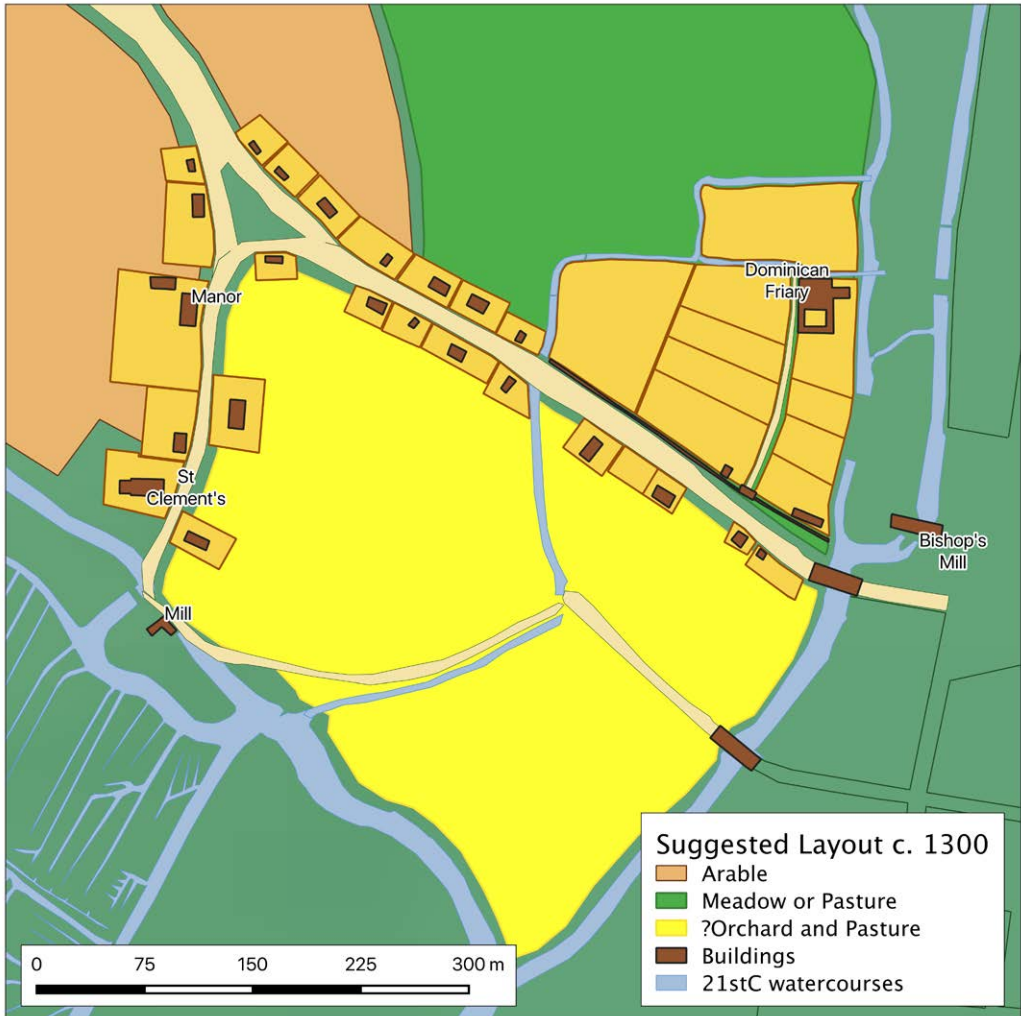 Dominican
Friary
Manor
St
Clement's
Bishop's
Mill
Mill
Suggested Layout c. 1300
Arable
Meadow or Pasture
?Orchard and Pasture
Buildings
21stC watercourses
0 75 150 225 300 m